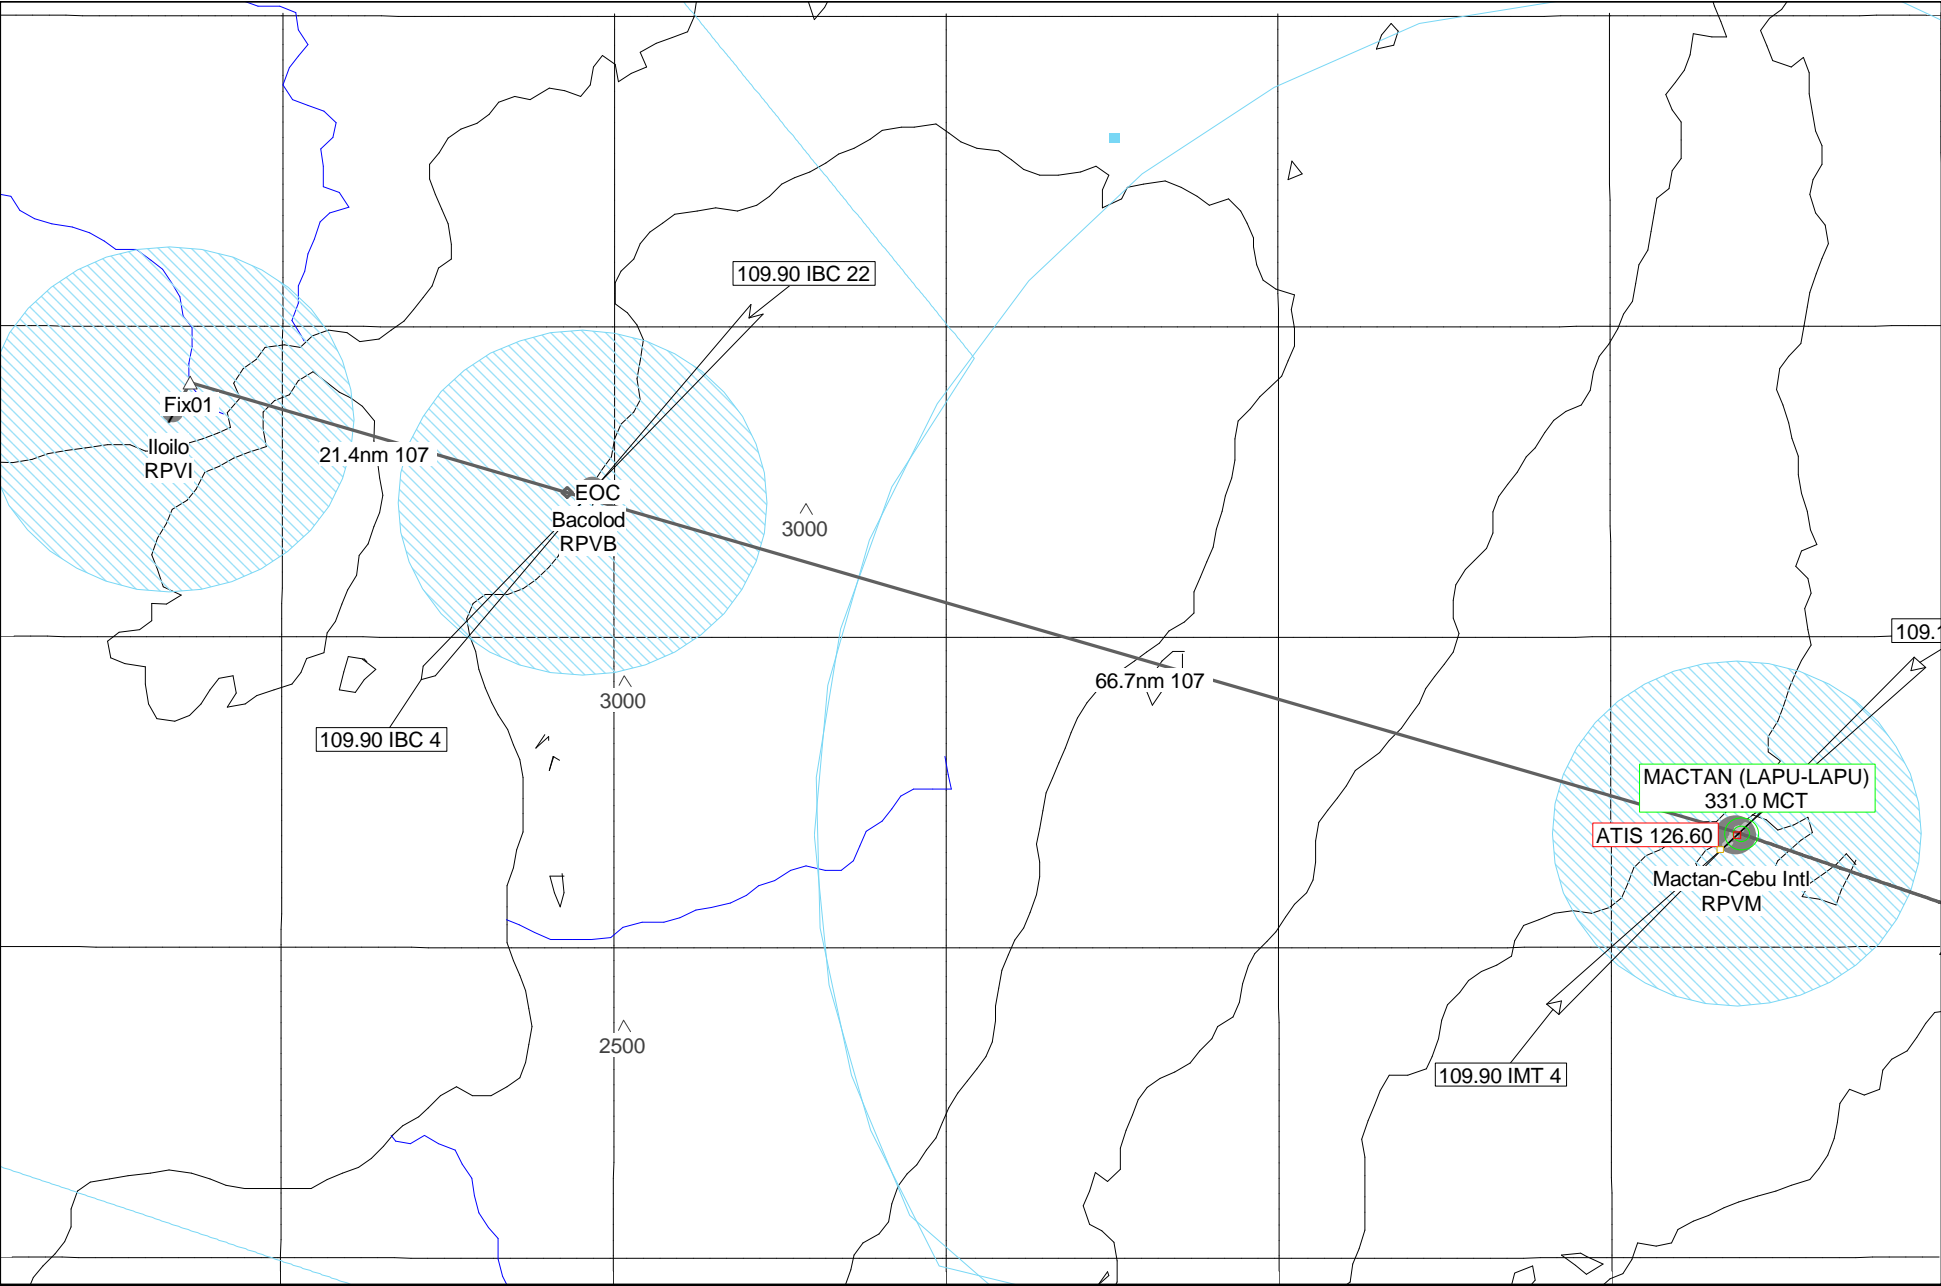 109.90 IBC 22
Fix01
Iloilo
RPVI
21.4nm 107
EOC
Bacolod
RPVB
3000
109.1
66.7nm 107
3000
109.90 IBC 4
MACTAN (LAPU-LAPU)
331.0 MCT
ATIS 126.60
Mactan-Cebu Intl
RPVM
2500
109.90 IMT 4